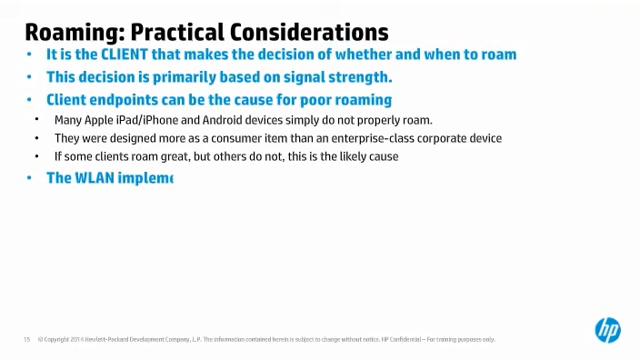 Roaming: Practical Considerations
• It is the CLIENT that makes the decision of whether and when to roam
• This decision is primarily based on signal strength.
• Client endpoints can be the cause for poor roaming
• Many Apple iPad/iPhone and Android devices simply do not properly roam.
• They were designed more as a consumer item than an enterprise-class corporate device
• If some clients roam great, but others do not, this is the likely cause
• The WLAN impleme
15 © Copyright 2014 Hewlett-Packard Development Company, L.P. The information contained herein is subject to change without notice. HP Confidential – For training purposes only.
hp